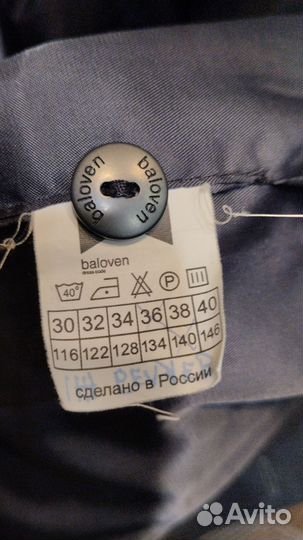 baloven baloven
baloven
dress code
40° P
30 32 34 36 38 40
116 122 128 134 140 146
сделано в России
Avito